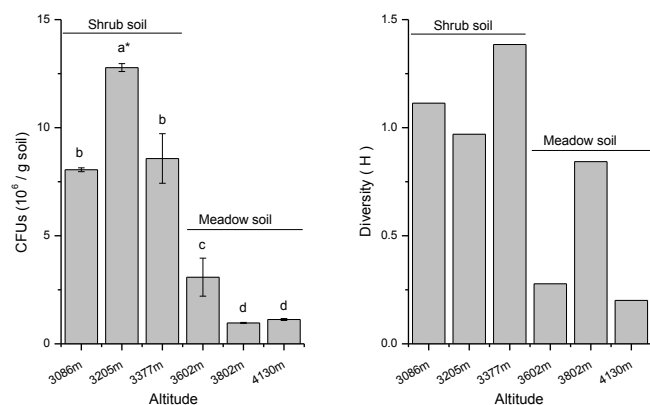 Shrub soil
15
a*
b
b
10
Meadow soil
5
c
d
d
0
CFUs (10⁶ / g soil)
3086m
3205m
3377m
3602m
3802m
4130m
Altitude
1.5
Shrub soil
1.0
Meadow soil
0.5
0.0
Diversity ( H )
3086m
3205m
3377m
3602m
3802m
4130m
Altitude